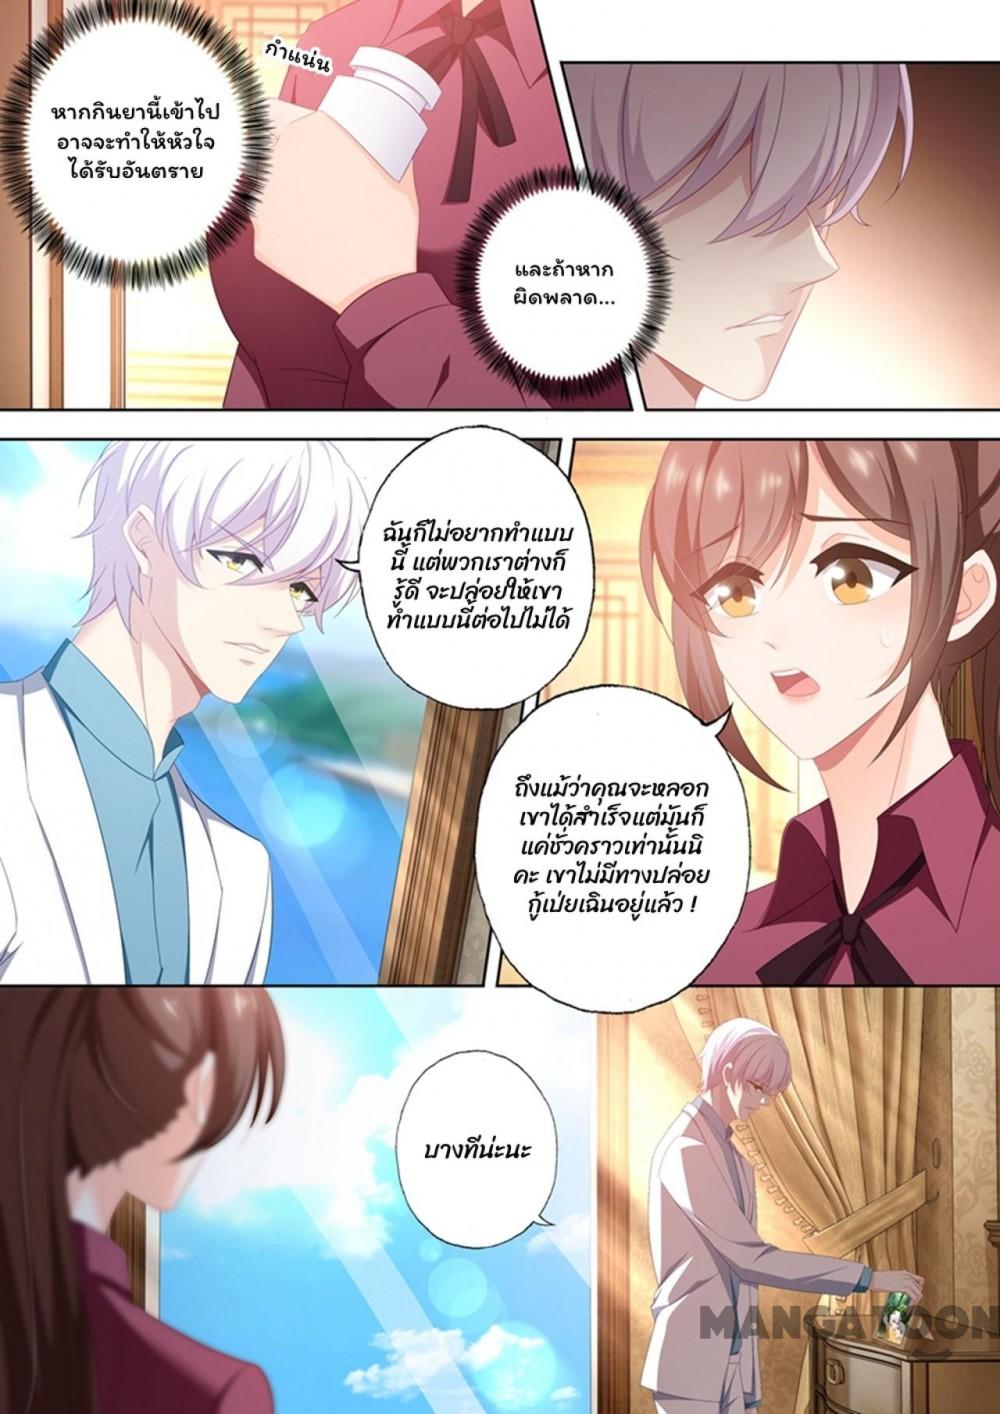 กำแน่น
หากกินยานี้เข้าไป
อาจจะทำให้หัวใจ
ได้รับอันตราย
และถ้าหาก
ผิดพลาด...
ฉันก็ไม่อยากทำแบบ
นี้ แต่พวกเราต่างก็
รู้ดี จะปล่อยให้เขา
ทำแบบนี้ต่อไปไม่ได้
ถึงแม้ว่าคุณจะหลอก
เขาได้สำเร็จแต่มันก็
แค่ชั่วคราวเท่านั้นนิ
คะ เขาไม่มีทางปล่อย
กู้เป่ยเฉินอยู่แล้ว !
บางทีน่ะนะ
MANGATOON